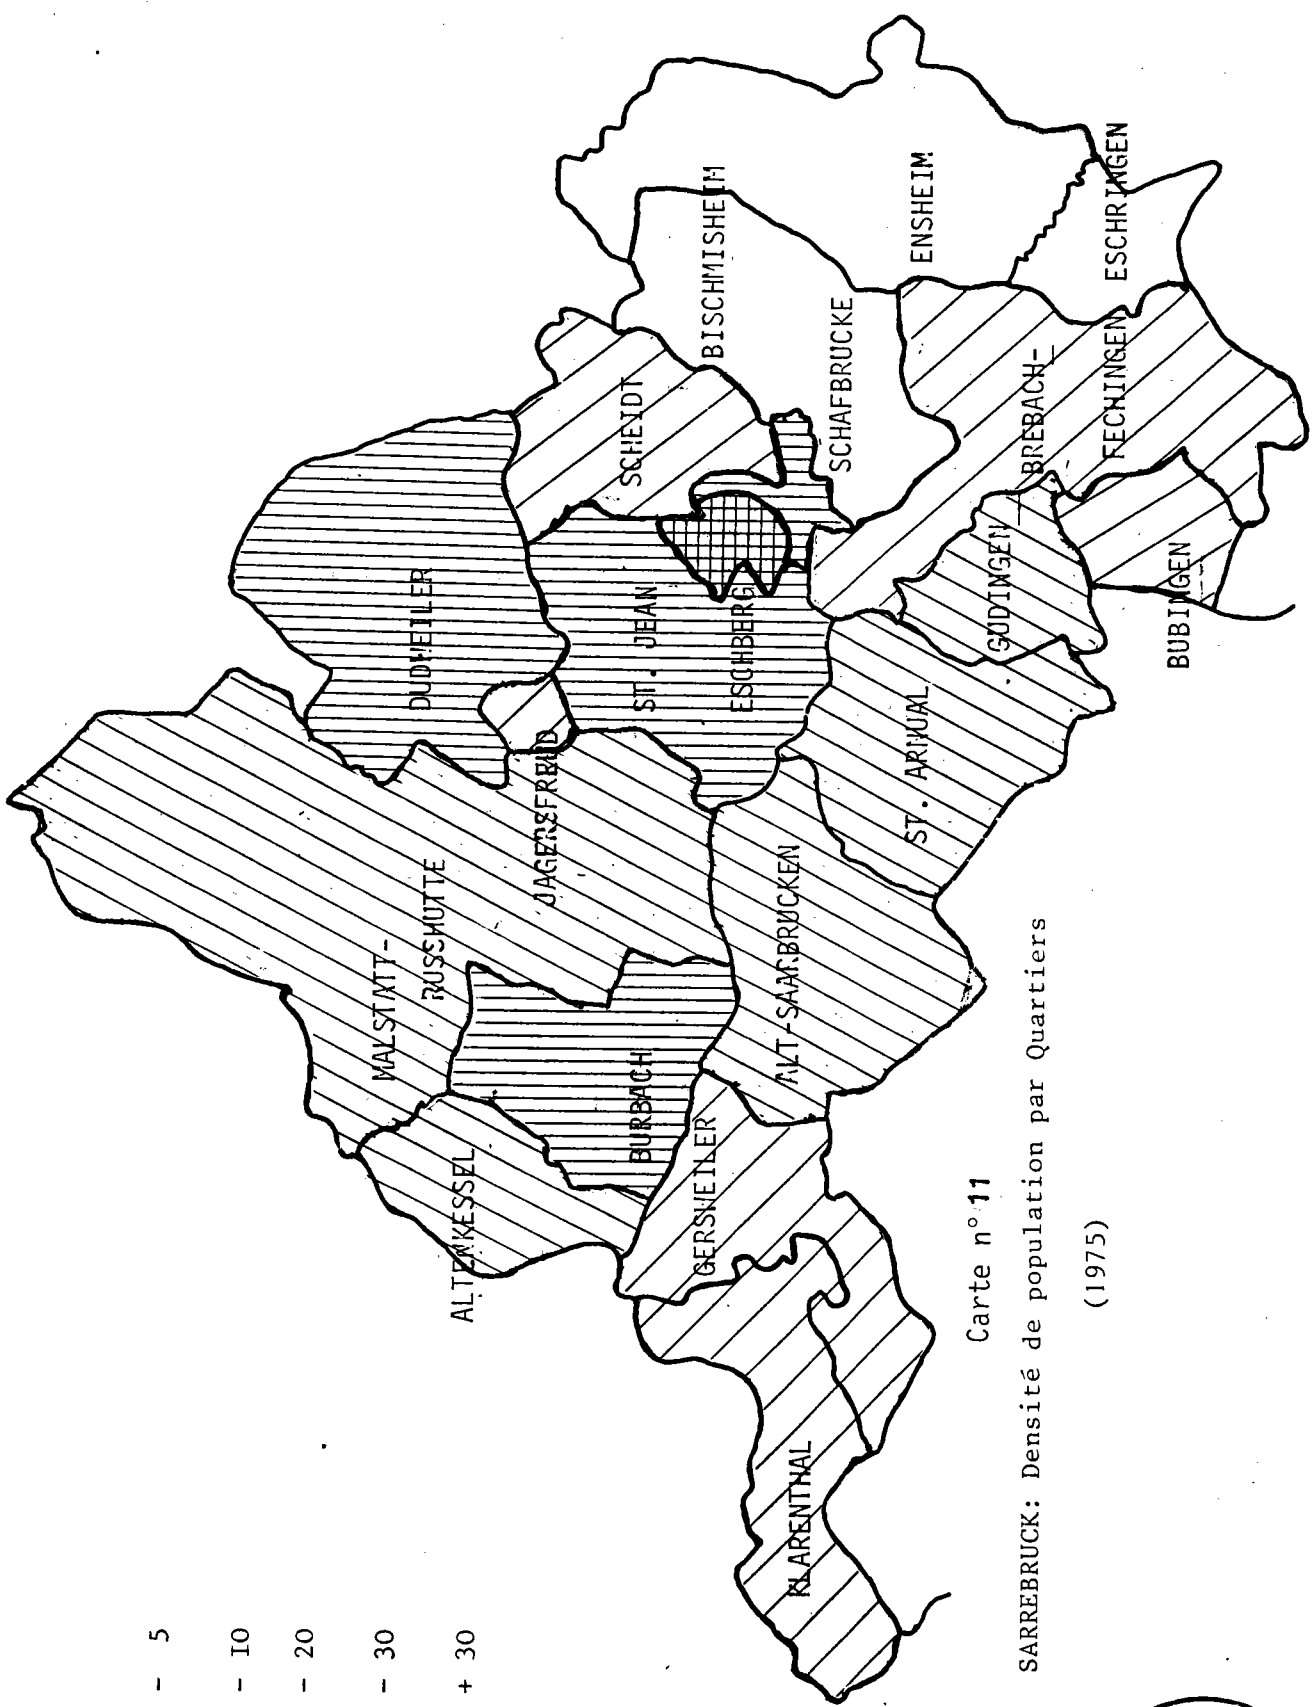 - 5
- 10
- 20
- 30
+ 30
KLARENTHAL
GERSWEILER
ALTENKESSEL
BURBACH
MALSTATT-
RUSSHUTTE
JAGERSFREUD
ALT-SAARBRUCKEN
DUDWEILER
ST. JEAN
ESCHBERG
ST. ARNUAL
SCHEIDT
BISCHMISHEIM
SCHAFBRUCKE
ENSHEIM
GUDINGEN
BREBACH-
FECHINGEN
ESCHRINGEN
BUBINGEN
Carte n° 11
SARREBRUCK: Densité de population par Quartiers
(1975)